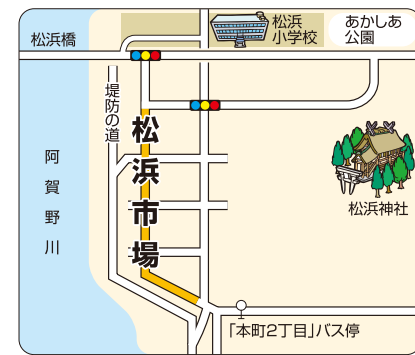 松浜橋
松浜
小学校
あかしあ
公園
堤防の道
松浜市場
阿賀野川
松浜神社
「本町2丁目」バス停